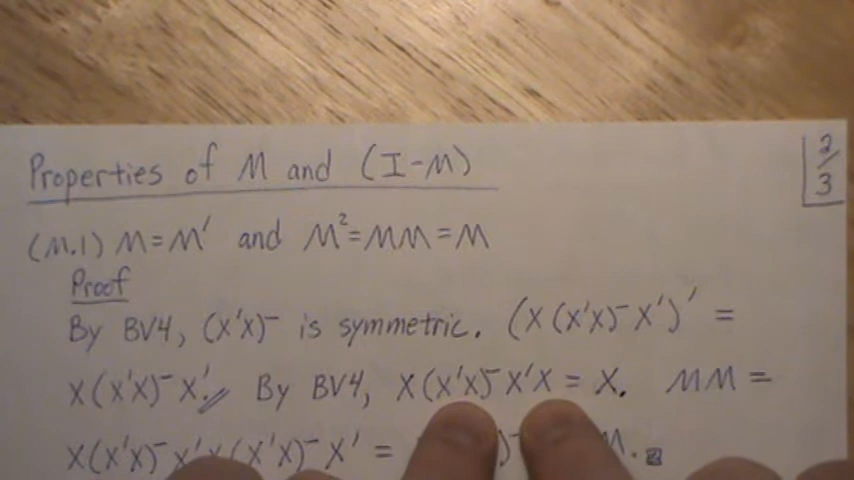 Properties of M and (I-M)
2/3
(M.1) M=M' and M²=MM=M
Proof
By BV4, (X'X)⁻ is symmetric. (X(X'X)⁻X')' =
X(X'X)⁻X'. By BV4, X(X'X)⁻X'X = X. MM =
X(X'X)⁻X'X(X'X)⁻X' = )⁻ M.